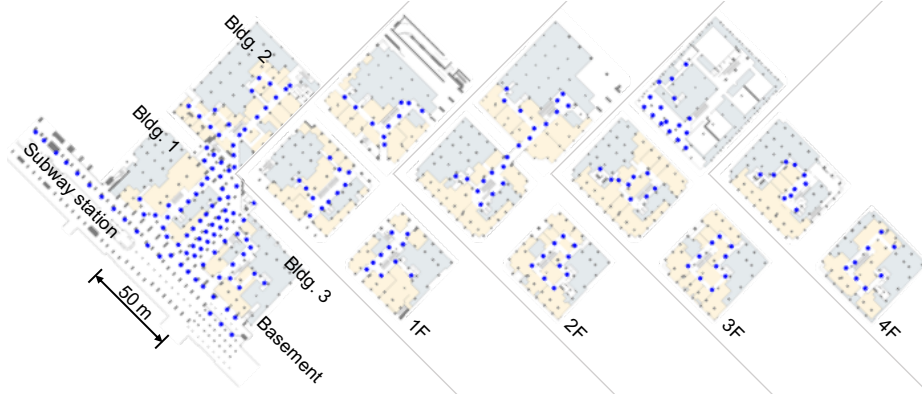 Bldg. 2
Bldg. 1
Subway station
Bldg. 3
50 m
Basement
1F
2F
3F
4F